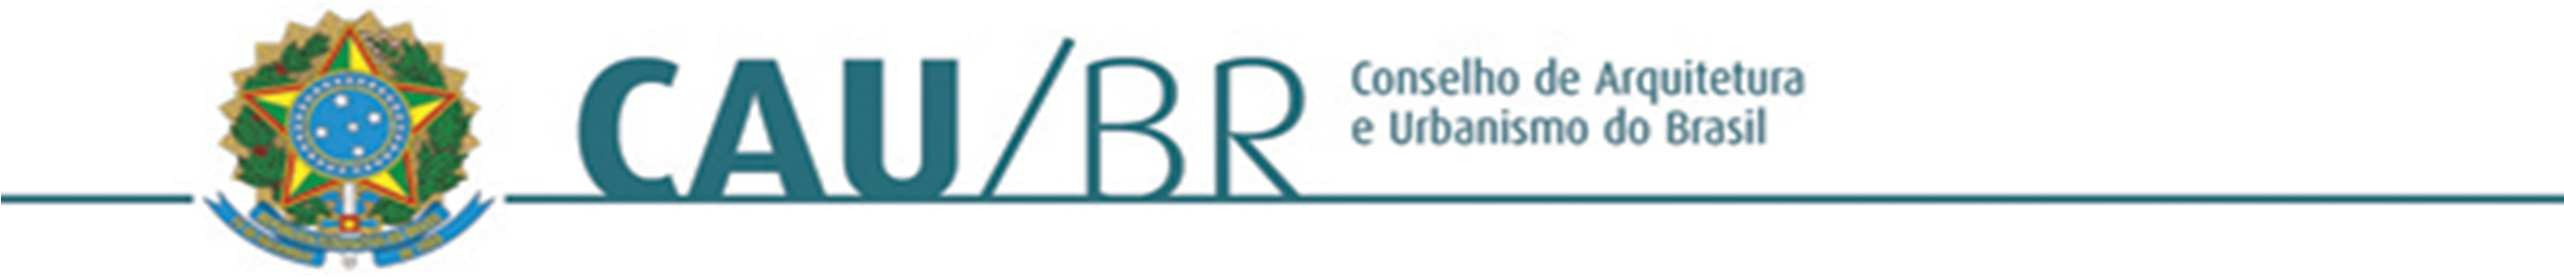 CAU/BR
Conselho de Arquitetura
e Urbanismo do Brasil